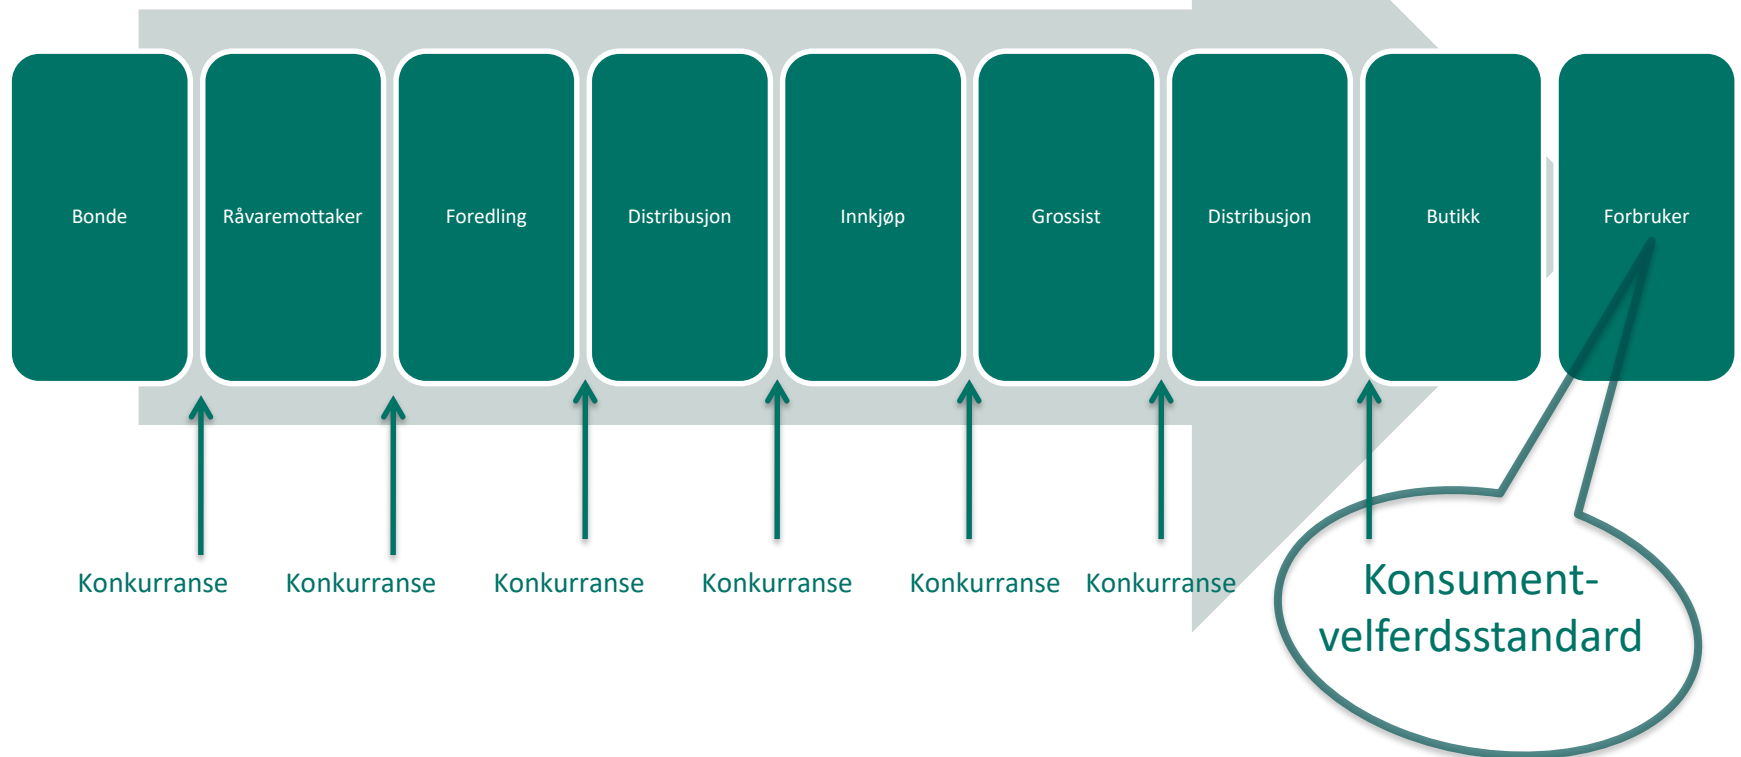 Bonde
Råvaremottaker
Foredling
Distribusjon
Innkjøp
Grossist
Distribusjon
Butikk
Forbruker
Konkurranse
Konkurranse
Konkurranse
Konkurranse
Konkurranse
Konkurranse
Konsument-
velferdsstandard